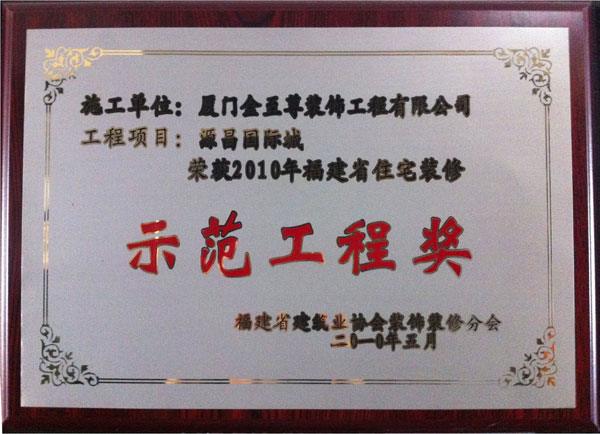 施工单位：厦门金至尊装饰工程有限公司
工程项目：源昌国际城
荣获2010年福建省住宅装修
示范工程奖
福建省建筑业协会装饰装修分会
二0一0年五月